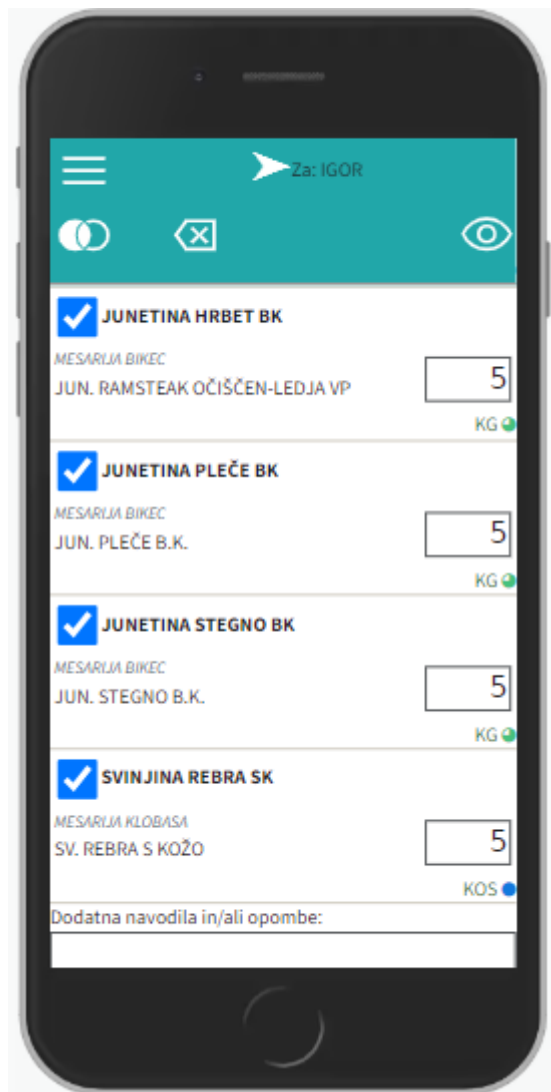 Za: IGOR
JUNETINA HRBET BK
MESARIJA BIKEC
JUN. RAMSTEAK OČIŠČEN-LEDJA VP
5
KG
JUNETINA PLEČE BK
MESARIJA BIKEC
JUN. PLEČE B.K.
5
KG
JUNETINA STEGNO BK
MESARIJA BIKEC
JUN. STEGNO B.K.
5
KG
SVINJINA REBRA SK
MESARIJA KLOBASA
SV. REBRA S KOŽO
5
KOS
Dodatna navodila in/ali opombe: